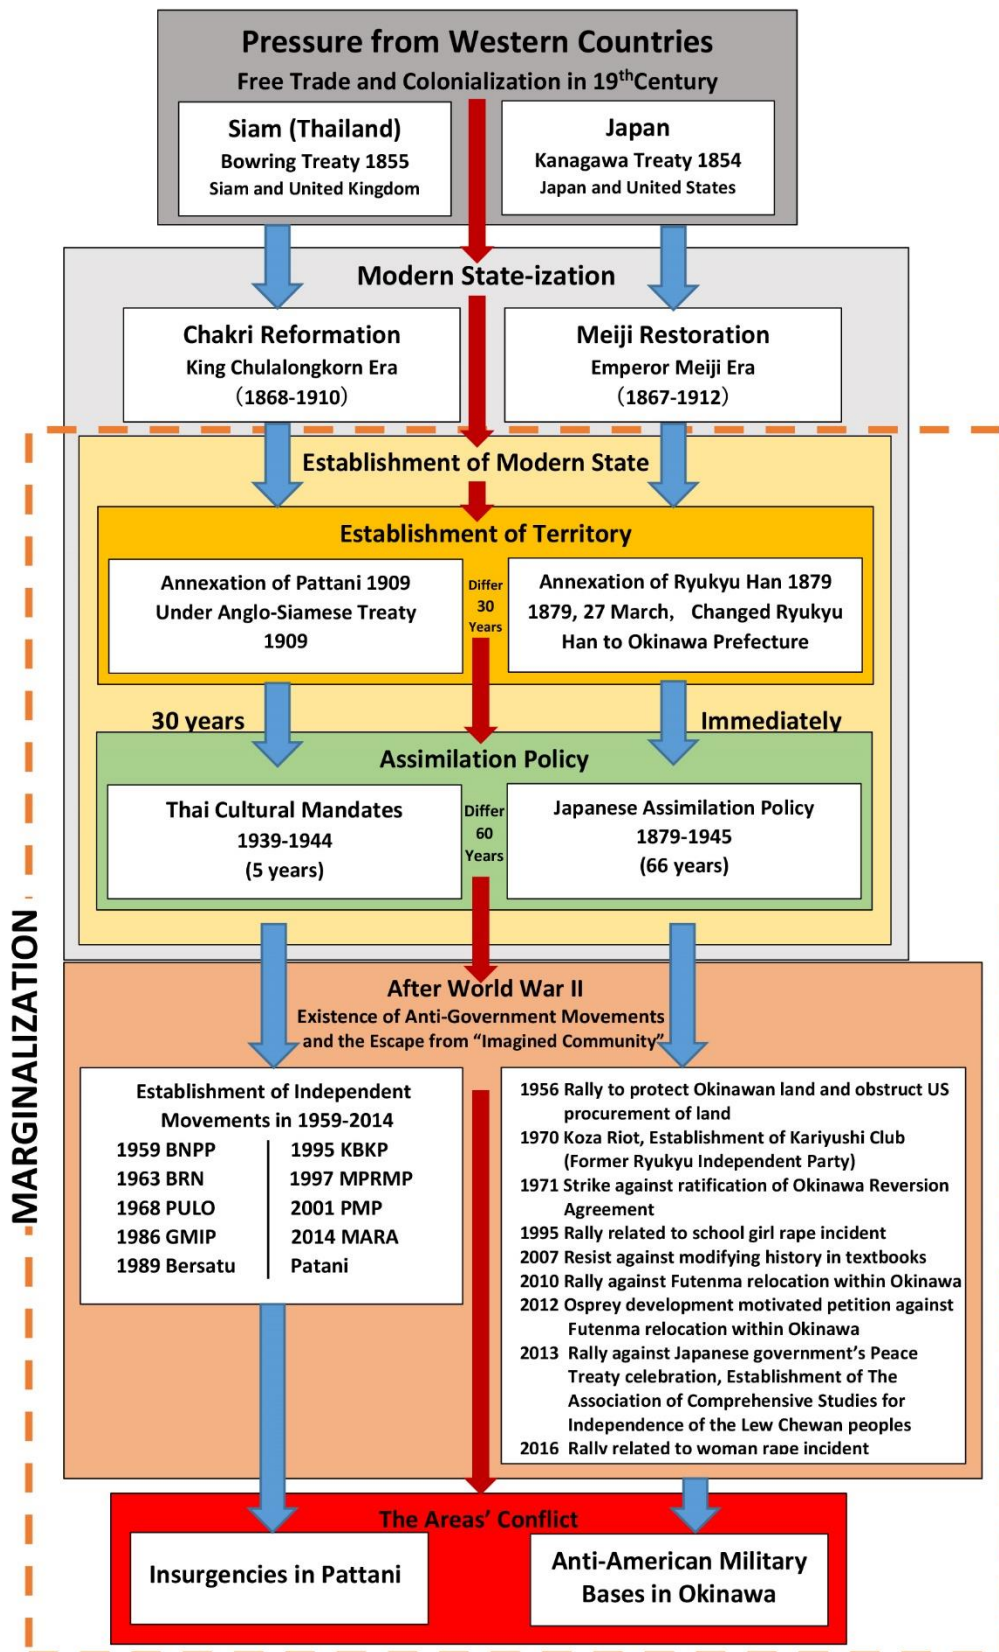 Pressure from Western Countries
Free Trade and Colonialization in 19thCentury
Siam (Thailand)
Bowring Treaty 1855
Siam and United Kingdom
Japan
Kanagawa Treaty 1854
Japan and United States
Modern State-ization
Chakri Reformation
King Chulalongkorn Era
(1868-1910)
Meiji Restoration
Emperor Meiji Era
(1867-1912)
Establishment of Modern State
Establishment of Territory
Annexation of Pattani 1909
Under Anglo-Siamese Treaty
1909
Differ
30
Years
Annexation of Ryukyu Han 1879
1879, 27 March, Changed Ryukyu
Han to Okinawa Prefecture
30 years
Immediately
Assimilation Policy
Thai Cultural Mandates
1939-1944
(5 years)
Differ
60
Years
Japanese Assimilation Policy
1879-1945
(66 years)
MARGINALIZATION
After World War II
Existence of Anti-Government Movements
and the Escape from “Imagined Community”
Establishment of Independent
Movements in 1959-2014
1959 BNPP
1963 BRN
1968 PULO
1986 GMIP
1989 Bersatu
1995 KBKP
1997 MPRMP
2001 PMP
2014 MARA
Patani
1956 Rally to protect Okinawan land and obstruct US
procurement of land
1970 Koza Riot, Establishment of Kariyushi Club
(Former Ryukyu Independent Party)
1971 Strike against ratification of Okinawa Reversion
Agreement
1995 Rally related to school girl rape incident
2007 Resist against modifying history in textbooks
2010 Rally against Futenma relocation within Okinawa
2012 Osprey development motivated petition against
Futenma relocation within Okinawa
2013 Rally against Japanese government’s Peace
Treaty celebration, Establishment of The
Association of Comprehensive Studies for
Independence of the Lew Chewan peoples
2016 Rally related to woman rape incident
The Areas’ Conflict
Insurgencies in Pattani
Anti-American Military
Bases in Okinawa